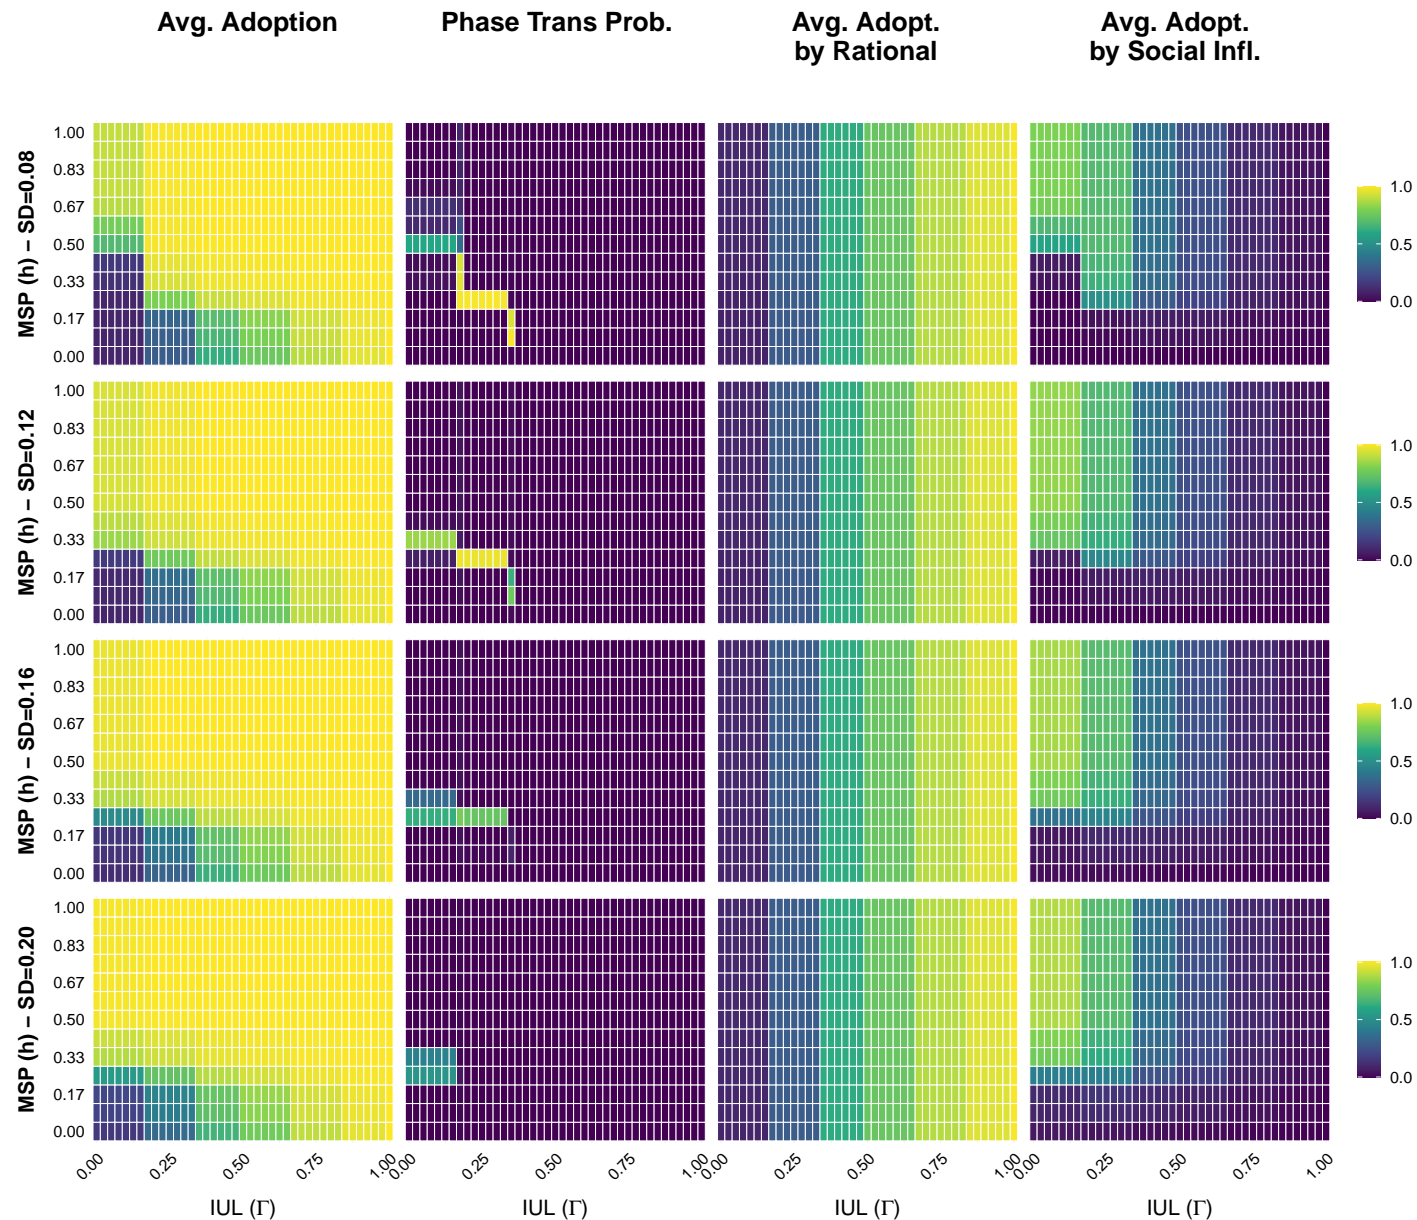 Avg. Adoption
Phase Trans Prob.
Avg. Adopt.
by Rational
Avg. Adopt.
by Social Infl.
MSP (h) − SD=0.08
1.00
0.83
0.67
0.50
0.33
0.17
0.00
1.0
0.5
0.0
MSP (h) − SD=0.12
1.00
0.83
0.67
0.50
0.33
0.17
0.00
1.0
0.5
0.0
MSP (h) − SD=0.16
1.00
0.83
0.67
0.50
0.33
0.17
0.00
1.0
0.5
0.0
MSP (h) − SD=0.20
1.00
0.83
0.67
0.50
0.33
0.17
0.00
1.0
0.5
0.0
0.00 0.25 0.50 0.75 1.00
0.00 0.25 0.50 0.75 1.00
0.00 0.25 0.50 0.75 1.00
0.00 0.25 0.50 0.75 1.00
IUL (Γ)
IUL (Γ)
IUL (Γ)
IUL (Γ)